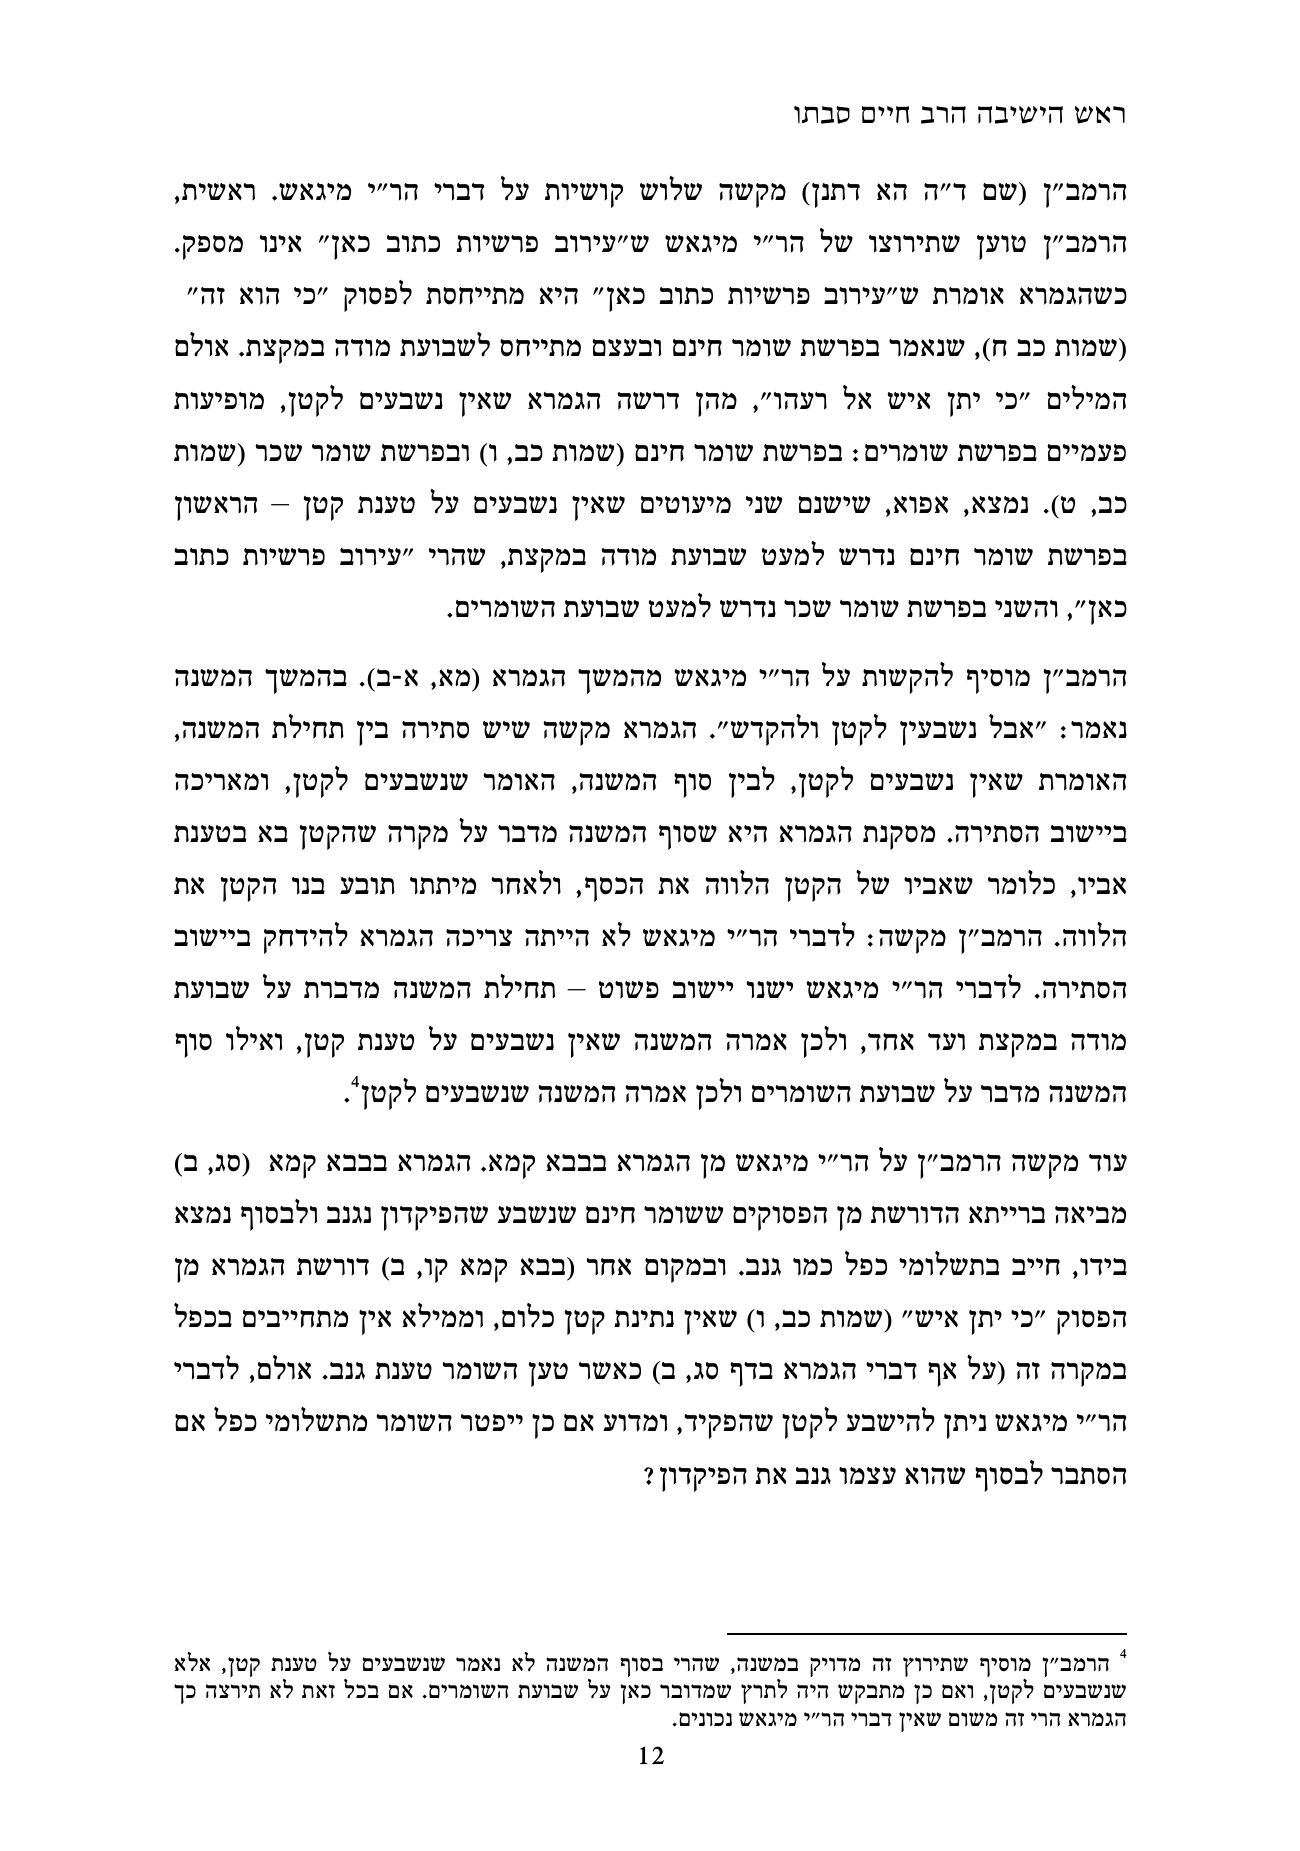 ראש הישיבה הרב חיים סבתו
הרמב״ן (שם ד״ה הא דתנן) מקשה שלוש קושיות על דברי הר״י מיגאש. ראשית,
הרמב״ן טוען שתירוצו של הר״י מיגאש ש״עירוב פרשיות כתוב כאן״ אינו מספק.
כשהגמרא אומרת ש״עירוב פרשיות כתוב כאן״ היא מתייחסת לפסוק ״כי הוא זה״
(שמות כב ח), שנאמר בפרשת שומר חינם ובעצם מתייחס לשבועת מודה במקצת. אולם
המילים ״כי יתן איש אל רעהו״, מהן דרשה הגמרא שאין נשבעים לקטן, מופיעות
פעמיים בפרשת שומרים: בפרשת שומר חינם (שמות כב, ו) ובפרשת שומר שכר (שמות
כב, ט). נמצא, אפוא, שישנם שני מיעוטים שאין נשבעים על טענת קטן – הראשון
בפרשת שומר חינם נדרש למעט שבועת מודה במקצת, שהרי ״עירוב פרשיות כתוב
כאן״, והשני בפרשת שומר שכר נדרש למעט שבועת השומרים.
הרמב״ן מוסיף להקשות על הר״י מיגאש מהמשך הגמרא (מא, א-ב). בהמשך המשנה
נאמר: ״אבל נשבעין לקטן ולהקדש״. הגמרא מקשה שיש סתירה בין תחילת המשנה,
האומרת שאין נשבעים לקטן, לבין סוף המשנה, האומר שנשבעים לקטן, ומאריכה
ביישוב הסתירה. מסקנת הגמרא היא שסוף המשנה מדבר על מקרה שהקטן בא בטענת
אביו, כלומר שאביו של הקטן הלווה את הכסף, ולאחר מיתתו תובע בנו הקטן את
הלווה. הרמב״ן מקשה: לדברי הר״י מיגאש לא הייתה צריכה הגמרא להידחק ביישוב
הסתירה. לדברי הר״י מיגאש ישנו יישוב פשוט – תחילת המשנה מדברת על שבועת
מודה במקצת ועד אחד, ולכן אמרה המשנה שאין נשבעים על טענת קטן, ואילו סוף
המשנה מדבר על שבועת השומרים ולכן אמרה המשנה שנשבעים לקטן4.
עוד מקשה הרמב״ן על הר״י מיגאש מן הגמרא בבבא קמא. הגמרא בבבא קמא (סג, ב)
מביאה ברייתא הדורשת מן הפסוקים ששומר חינם שנשבע שהפיקדון נגנב ולבסוף נמצא
בידו, חייב בתשלומי כפל כמו גנב. ובמקום אחר (בבא קמא קו, ב) דורשת הגמרא מן
הפסוק ״כי יתן איש״ (שמות כב, ו) שאין נתינת קטן כלום, וממילא אין מתחייבים בכפל
במקרה זה (על אף דברי הגמרא בדף סג, ב) כאשר טען השומר טענת גנב. אולם, לדברי
הר״י מיגאש ניתן להישבע לקטן שהפקיד, ומדוע אם כן ייפטר השומר מתשלומי כפל אם
הסתבר לבסוף שהוא עצמו גנב את הפיקדון?
4 הרמב״ן מוסיף שתירוץ זה מדויק במשנה, שהרי בסוף המשנה לא נאמר שנשבעים על טענת קטן, אלא
שנשבעים לקטן, ואם כן מתבקש היה לתרץ שמדובר כאן על שבועת השומרים. אם בכל זאת לא תירצה כך
הגמרא הרי זה משום שאין דברי הר״י מיגאש נכונים.
12